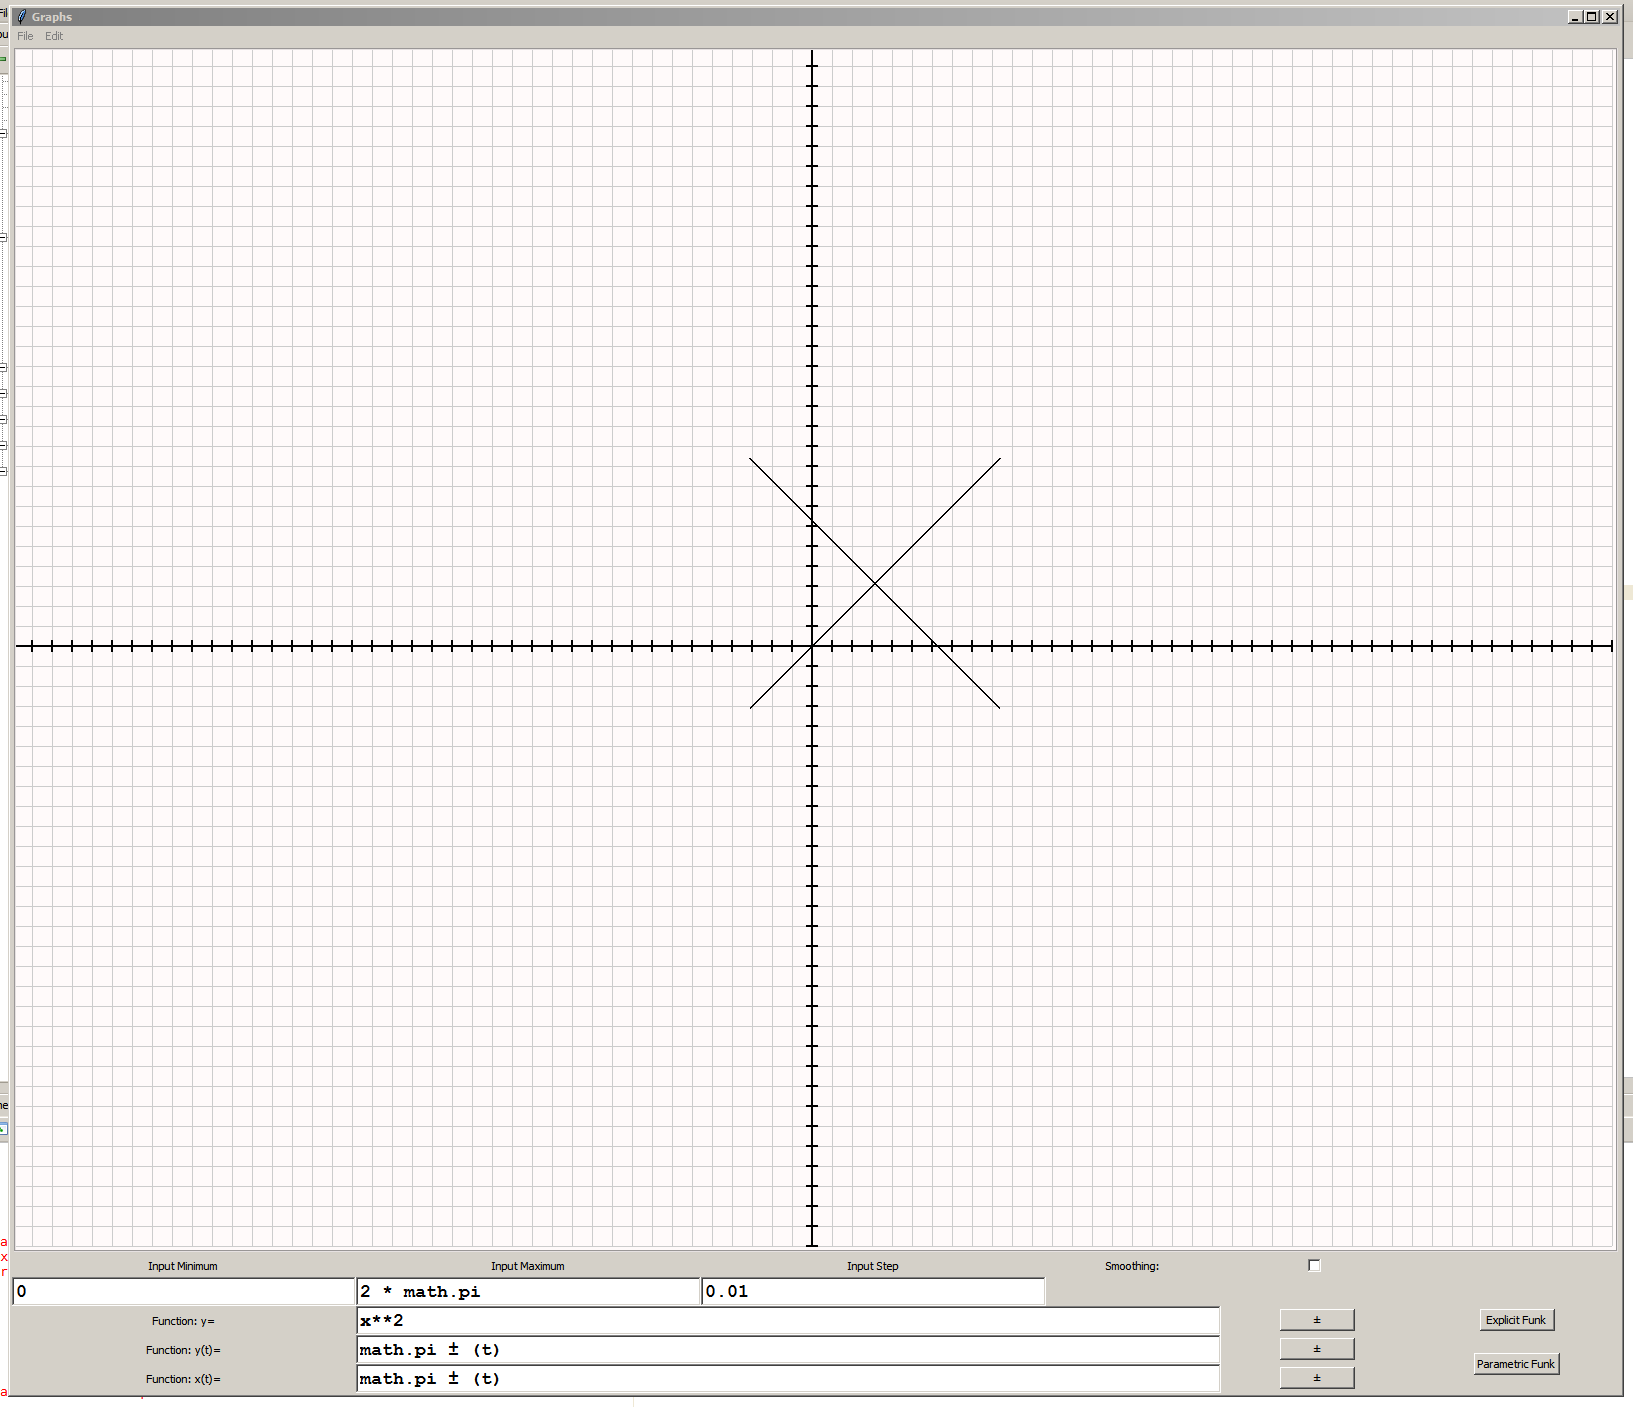 Graphs
File Edit
Input Minimum Input Maximum Input Step Smoothing:
0 2 * math.pi 0.01
Function: y= x**2 ± Explicit Funk
Function: y(t)= math.pi ± (t) ±
Function: x(t)= math.pi ± (t) ± Parametric Funk